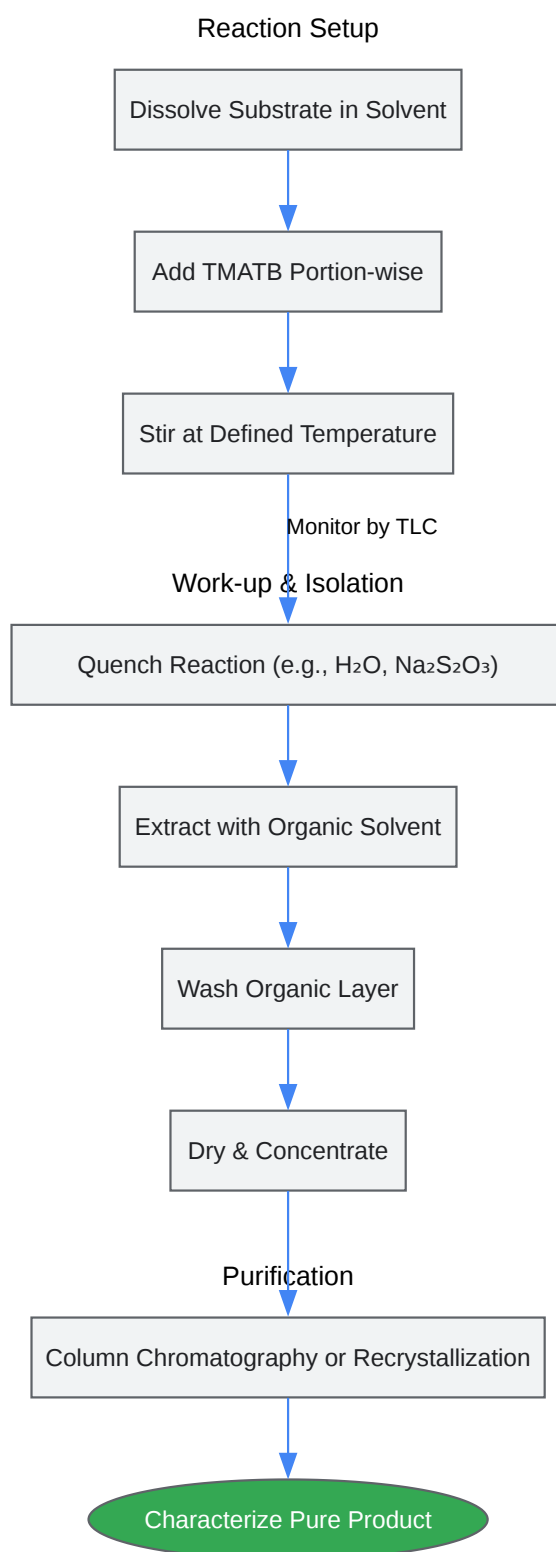 Reaction Setup
Dissolve Substrate in Solvent
Add TMATB Portion-wise
Stir at Defined Temperature
Monitor by TLC
Work-up & Isolation
Quench Reaction (e.g., H₂O, Na₂S₂O₃)
Extract with Organic Solvent
Wash Organic Layer
Dry & Concentrate
Purification
Column Chromatography or Recrystallization
Characterize Pure Product